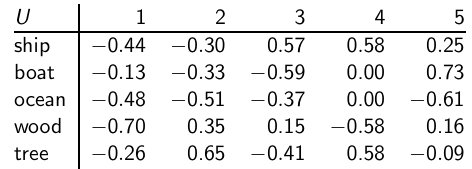 U 1 2 3 4 5
ship −0.44 −0.30 0.57 0.58 0.25
boat −0.13 −0.33 −0.59 0.00 0.73
ocean −0.48 −0.51 −0.37 0.00 −0.61
wood −0.70 0.35 0.15 −0.58 0.16
tree −0.26 0.65 −0.41 0.58 −0.09